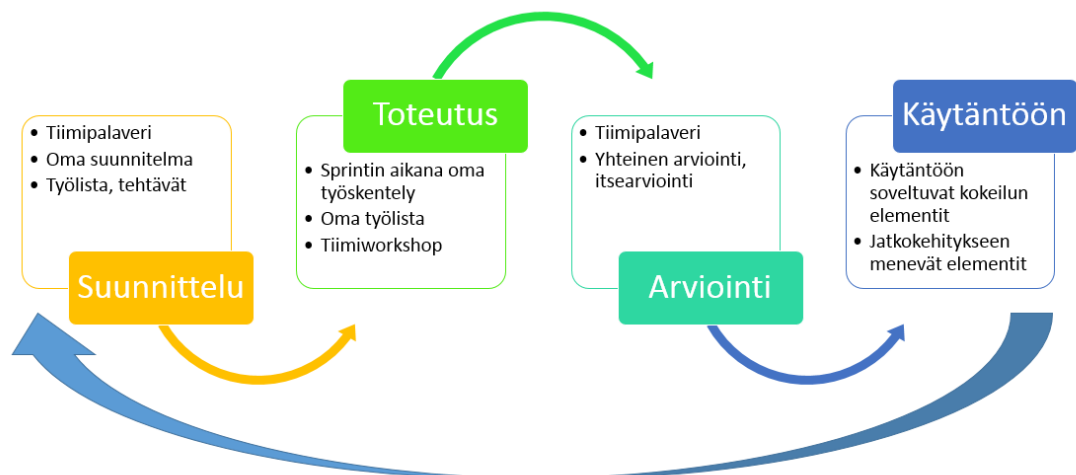 • Tiimipalaveri
• Oma suunnitelma
• Työlista, tehtävät
Suunnittelu
Toteutus
• Sprintin aikana oma
työskentely
• Oma työlista
• Tiimiworkshop
• Tiimipalaveri
• Yhteinen arviointi,
itsearviointi
Arviointi
Käytäntöön
• Käytäntöön
soveltuvat kokeilun
elementit
• Jatkokehitykseen
menevät elementit